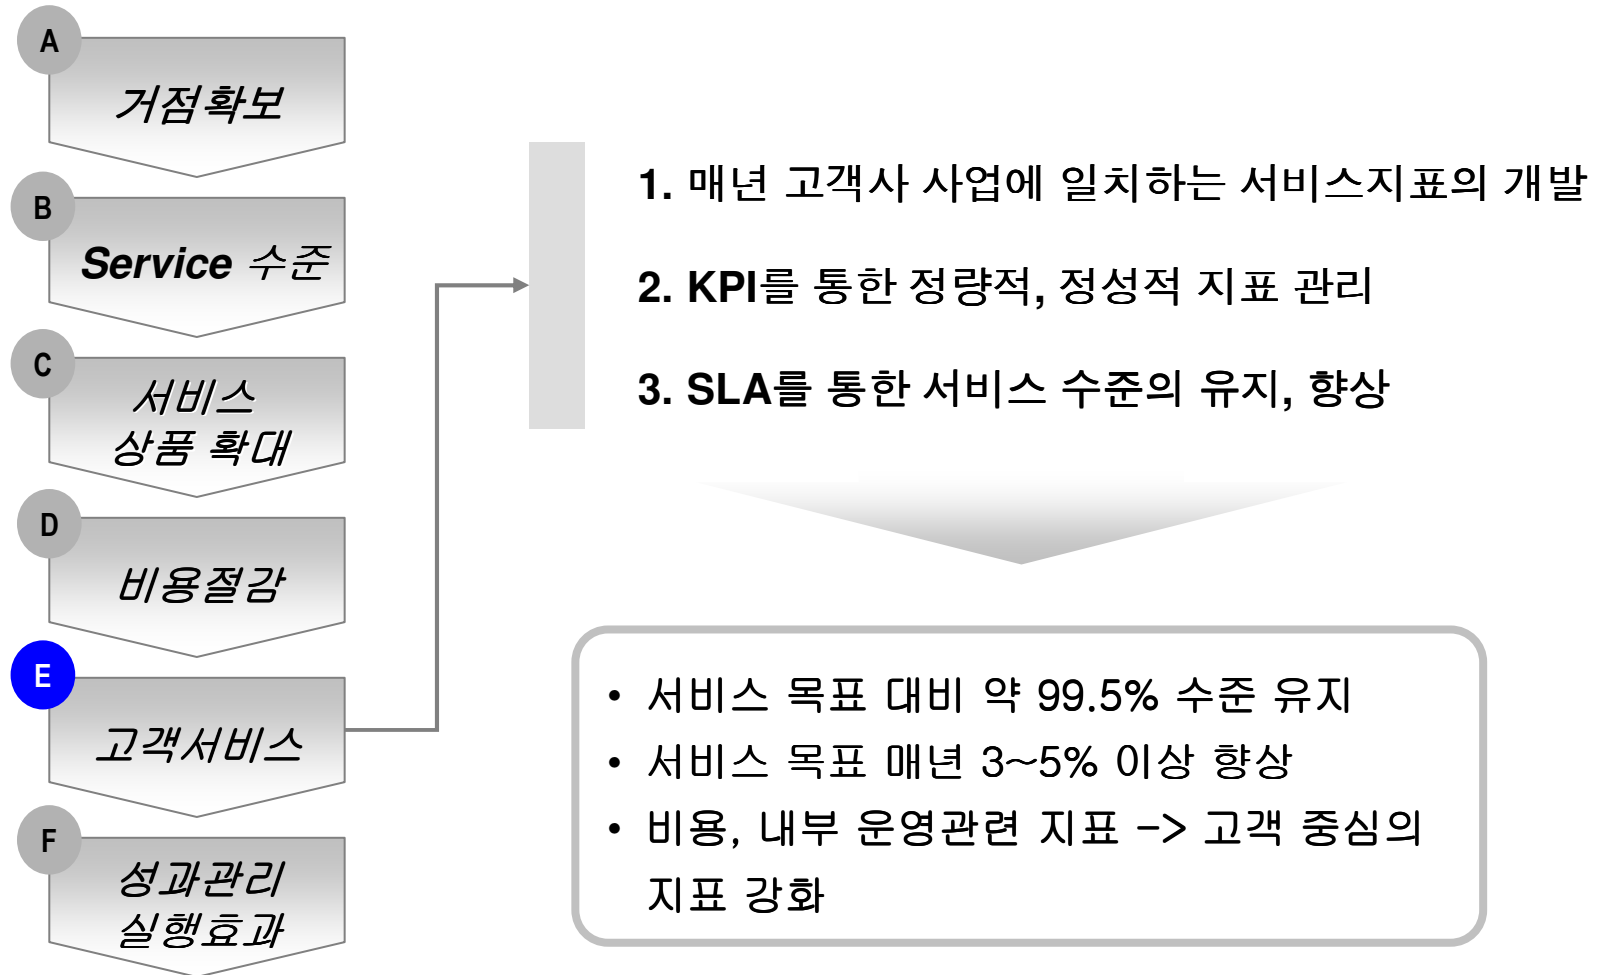 A
거점확보
B
Service 수준
C
서비스
상품 확대
D
비용절감
E
고객서비스
F
성과관리
실행효과
1. 매년 고객사 사업에 일치하는 서비스지표의 개발
2. KPI를 통한 정량적, 정성적 지표 관리
3. SLA를 통한 서비스 수준의 유지, 향상
• 서비스 목표 대비 약 99.5% 수준 유지
• 서비스 목표 매년 3~5% 이상 향상
• 비용, 내부 운영관련 지표 –> 고객 중심의
지표 강화